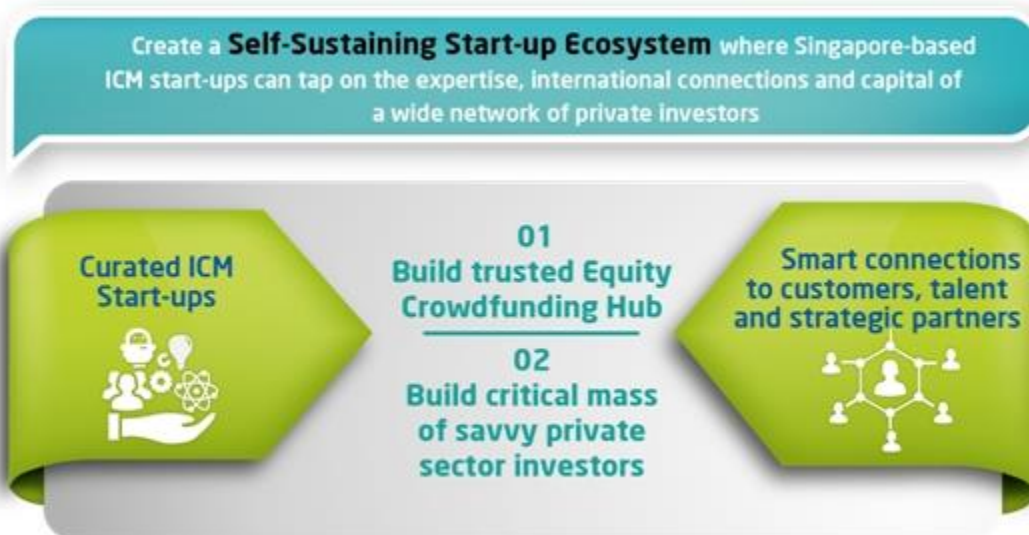 Create a Self-Sustaining Start-up Ecosystem where Singapore-based
ICM start-ups can tap on the expertise, international connections and capital of
a wide network of private investors
Curated ICM
Start-ups
01
Build trusted Equity
Crowdfunding Hub
02
Build critical mass
of savvy private
sector investors
Smart connections
to customers, talent
and strategic partners